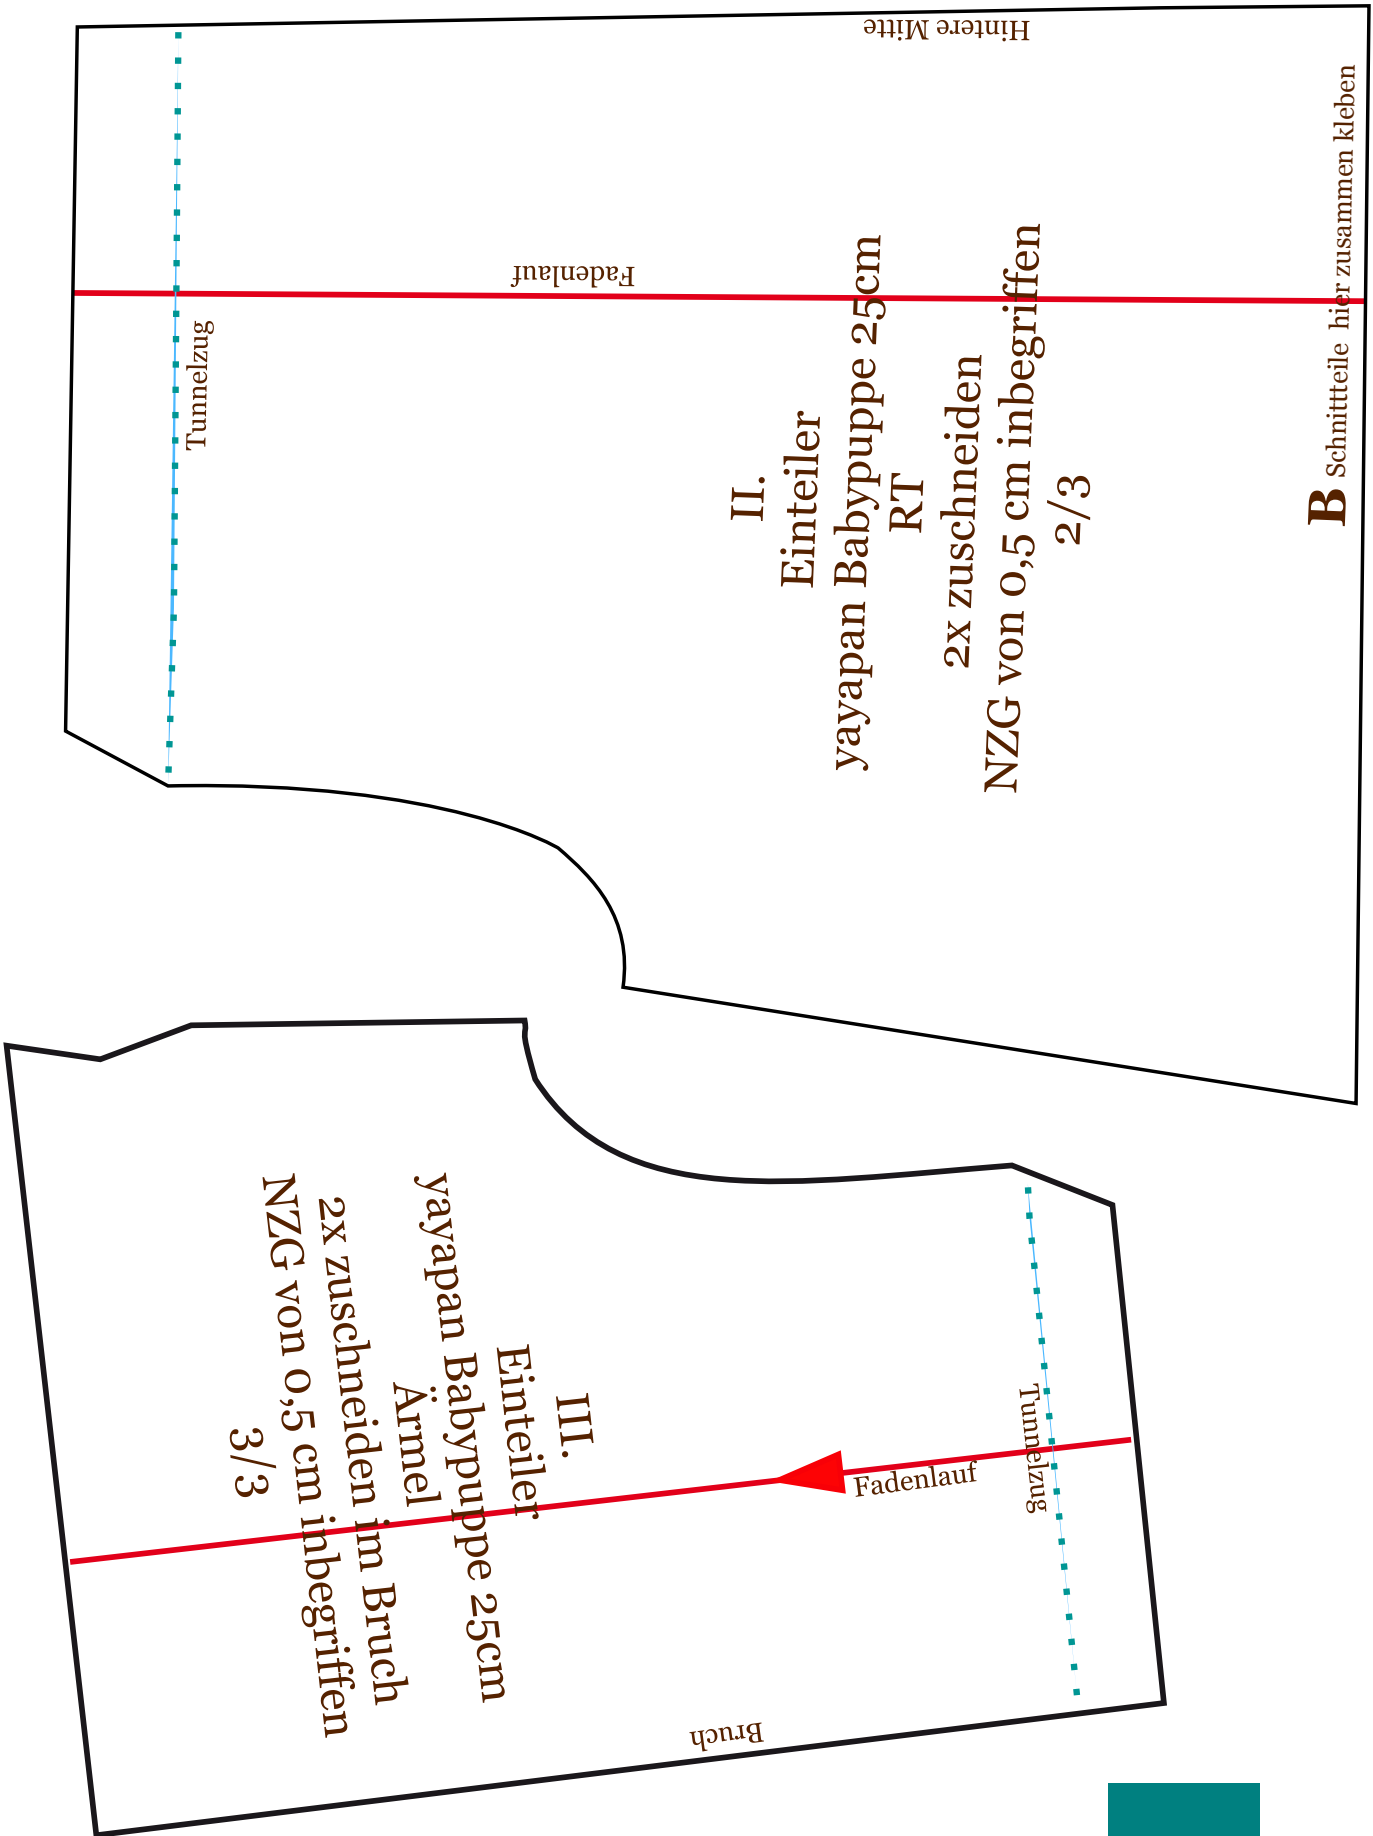 Hintere Mitte
B Schnittteile hier zusammen kleben
Fadenlauf
Tunnelzug
II.
Einteiler
yayapan Babypuppe 25cm
RT
2x zuschneiden
NZG von 0,5 cm inbegriffen
2/3
III.
Einteiler
yayapan Babypuppe 25cm
Ärmel
2x zuschneiden im Bruch
NZG von 0,5 cm inbegriffen
3/3
Fadenlauf
Tunnelzug
Bruch